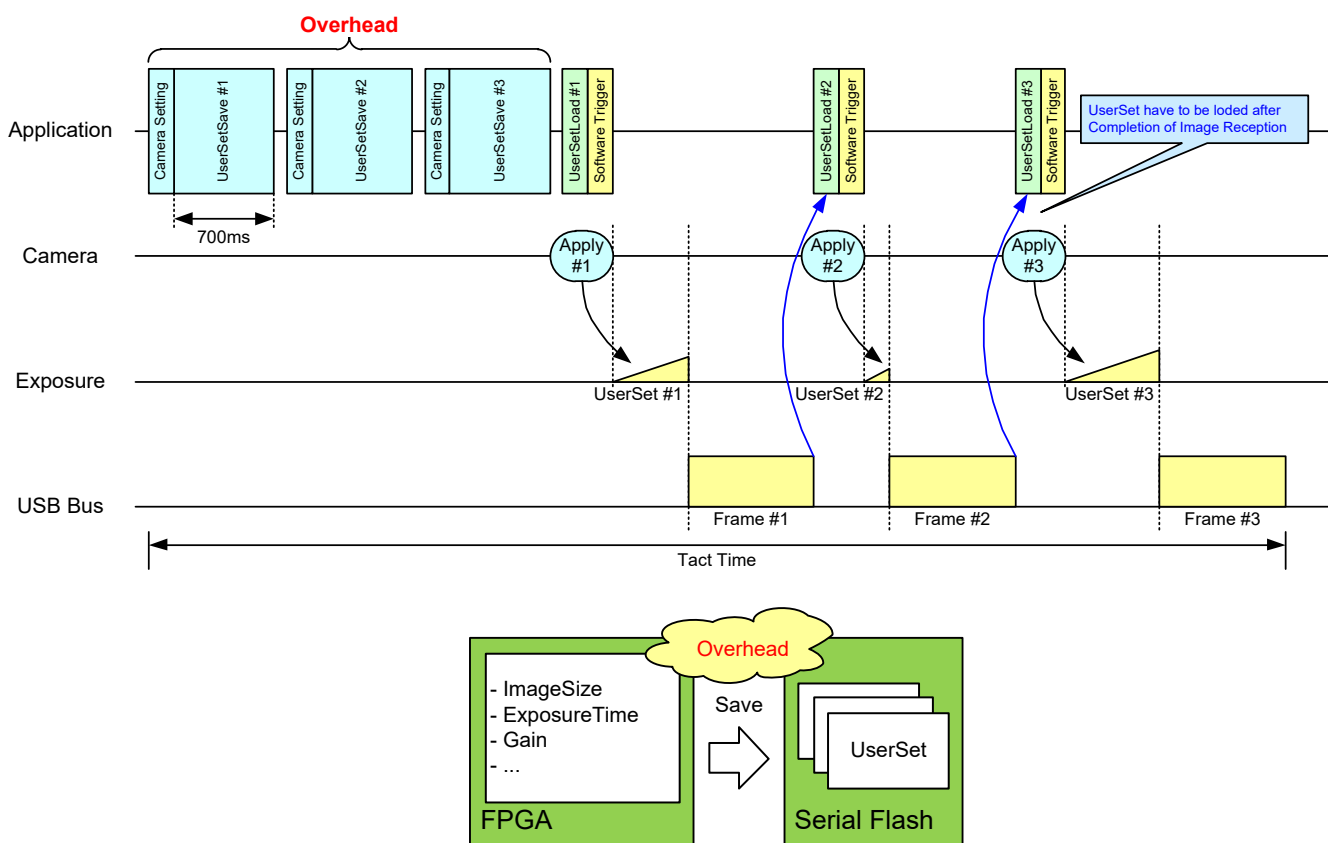 Overhead
Application
Camera Setting
UserSetSave #1
Camera Setting
UserSetSave #2
Camera Setting
UserSetSave #3
UserSetLoad #1
Software Trigger
UserSetLoad #2
Software Trigger
UserSetLoad #3
Software Trigger
UserSet have to be loded after
Completion of Image Reception
700ms
Camera
Apply
#1
Apply
#2
Apply
#3
Exposure
UserSet #1
UserSet #2
UserSet #3
USB Bus
Frame #1
Frame #2
Frame #3
Tact Time
Overhead
- ImageSize
- ExposureTime
- Gain
- ...
Save
UserSet
FPGA
Serial Flash